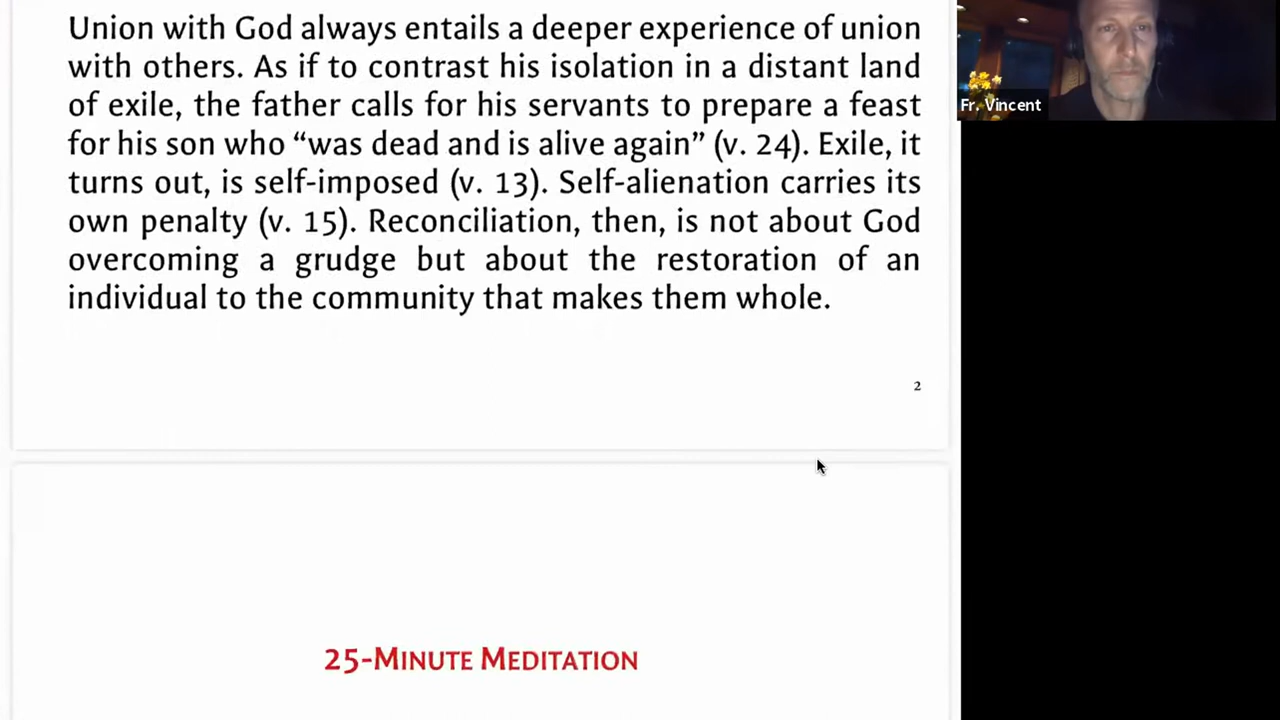 Union with God always entails a deeper experience of union
with others. As if to contrast his isolation in a distant land
of exile, the father calls for his servants to prepare a feast
for his son who “was dead and is alive again” (v. 24). Exile, it
turns out, is self-imposed (v. 13). Self-alienation carries its
own penalty (v. 15). Reconciliation, then, is not about God
overcoming a grudge but about the restoration of an
individual to the community that makes them whole.
2
25-Minute Meditation
Fr. Vincent